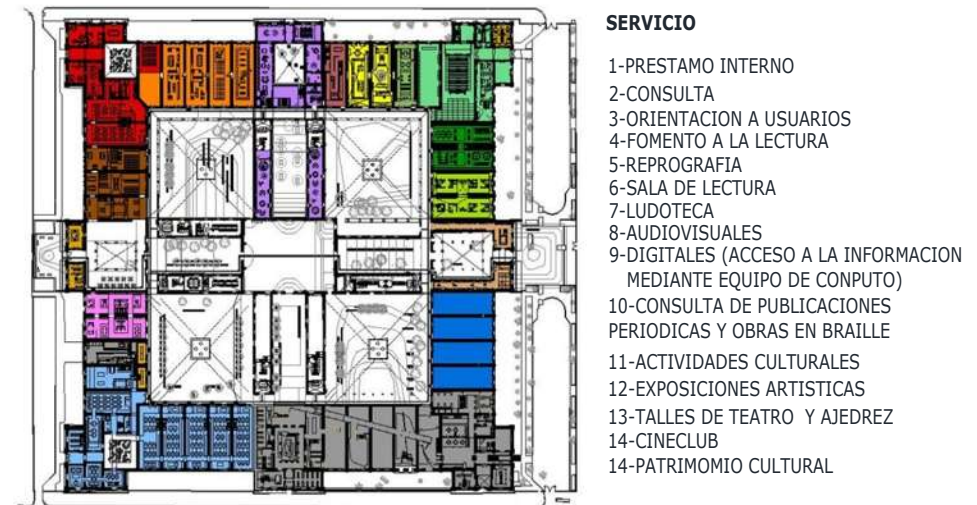 SERVICIO
1-PRESTAMO INTERNO
2-CONSULTA
3-ORIENTACION A USUARIOS
4-FOMENTO A LA LECTURA
5-REPROGRAFIA
6-SALA DE LECTURA
7-LUDOTECA
8-AUDIOVISUALES
9-DIGITALES (ACCESO A LA INFORMACION
MEDIANTE EQUIPO DE CONPUTO)
10-CONSULTA DE PUBLICACIONES
PERIODICAS Y OBRAS EN BRAILLE
11-ACTIVIDADES CULTURALES
12-EXPOSICIONES ARTISTICAS
13-TALLES DE TEATRO Y AJEDREZ
14-CINECLUB
14-PATRIMOMIO CULTURAL